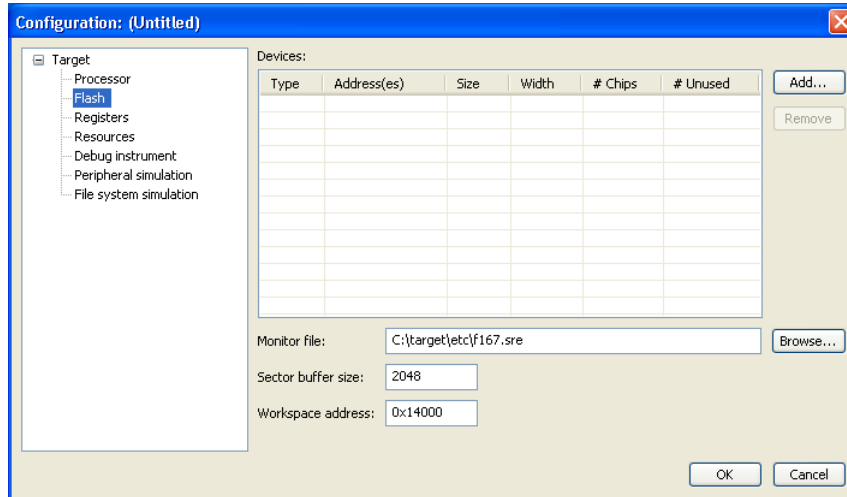 Configuration: (Untitled)
Target
Processor
Flash
Registers
Resources
Debug instrument
Peripheral simulation
File system simulation
Devices:
Type Address(es) Size Width # Chips # Unused
Add...
Remove
Monitor file: C:\target\etc\f167.sre Browse...
Sector buffer size: 2048
Workspace address: 0x14000
OK Cancel